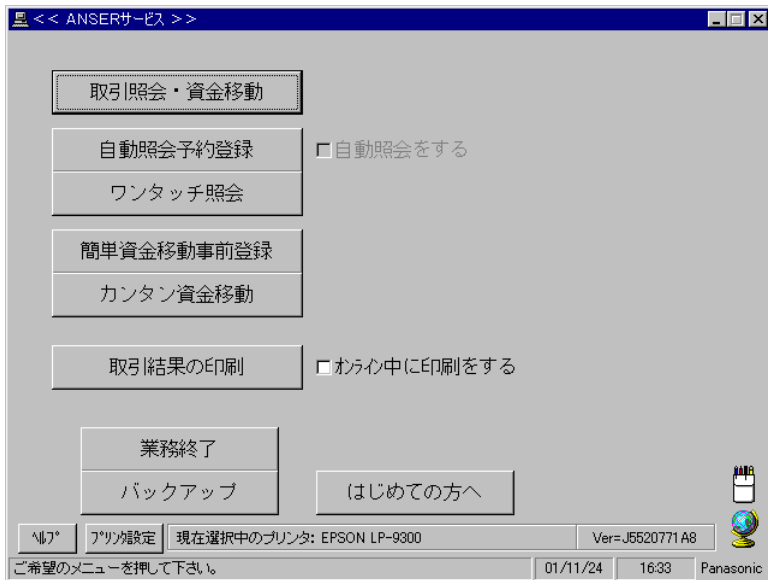 << ANSERｻｰﾋﾞｽ >>
取引照会・資金移動
自動照会予約登録
自動照会をする
ワンタッチ照会
簡単資金移動事前登録
カンタン資金移動
取引結果の印刷
ｵﾝﾗｲﾝ中に印刷をする
業務終了
バックアップ
はじめての方へ
ﾍﾙﾌﾟ
ﾌﾟﾘﾝﾀ設定
現在選択中のプリンタ: EPSON LP-9300
Ver=J5520771A8
ご希望のメニューを押して下さい。
01/11/24
16:33
Panasonic